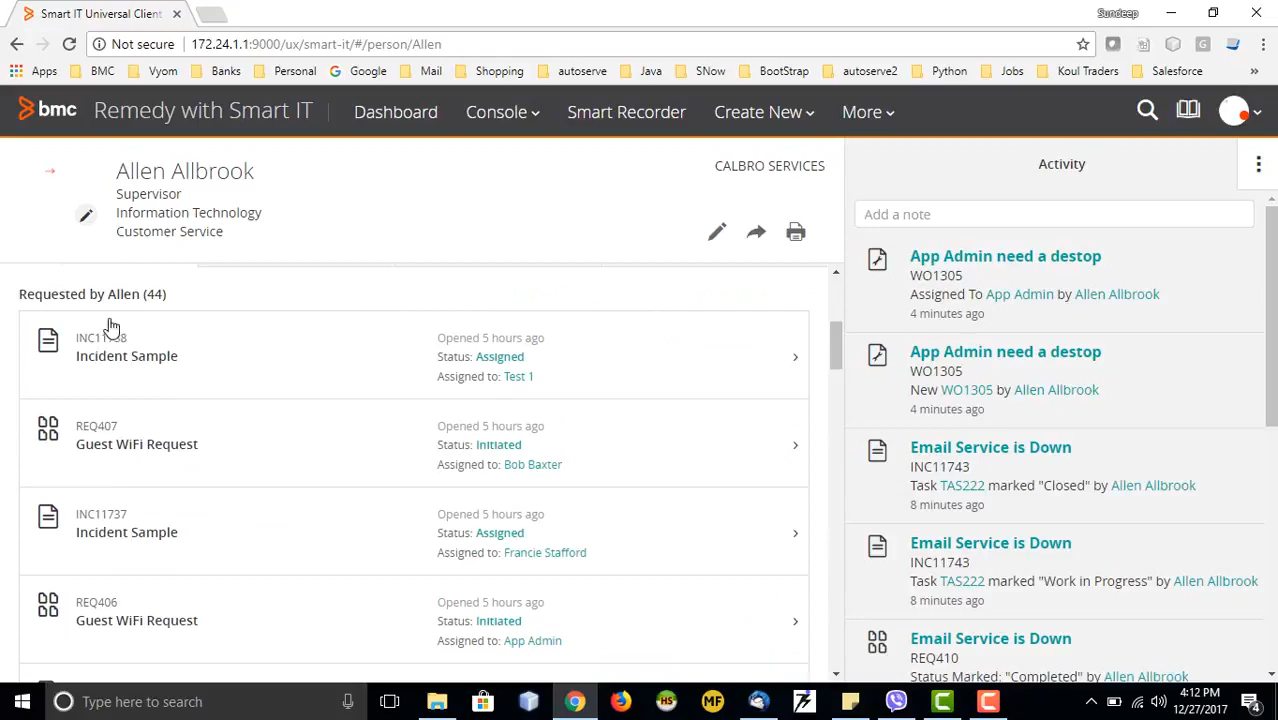 Smart IT Universal Client
Sundeep
Not secure
172.24.1.1:9000/ux/smart-it/#/person/Allen
Apps
BMC
Vyom
Banks
Personal
Google
Mail
Shopping
autoserve
Java
SNow
BootStrap
autoserve2
Python
Jobs
Koul Traders
Salesforce
bmc
Remedy with Smart IT
Dashboard
Console
Smart Recorder
Create New
More
Allen Allbrook
Supervisor
Information Technology
Customer Service
CALBRO SERVICES
Requested by Allen (44)
Incident Sample
Opened 5 hours ago
Status: Assigned
Assigned to: Test 1
REQ407
Guest WiFi Request
Opened 5 hours ago
Status: Initiated
Assigned to: Bob Baxter
INC11737
Incident Sample
Opened 5 hours ago
Status: Assigned
Assigned to: Francie Stafford
REQ406
Guest WiFi Request
Opened 5 hours ago
Status: Initiated
Assigned to: App Admin
Activity
Add a note
App Admin need a destop
WO1305
Assigned To App Admin by Allen Allbrook
4 minutes ago
App Admin need a destop
WO1305
New WO1305 by Allen Allbrook
4 minutes ago
Email Service is Down
INC11743
Task TAS222 marked "Closed" by Allen Allbrook
8 minutes ago
Email Service is Down
INC11743
Task TAS222 marked "Work in Progress" by Allen Allbrook
8 minutes ago
Email Service is Down
REQ410
Status Marked: "Completed" by Allen Allbrook
Type here to search
HS
MF
4:12 PM
12/27/2017
4